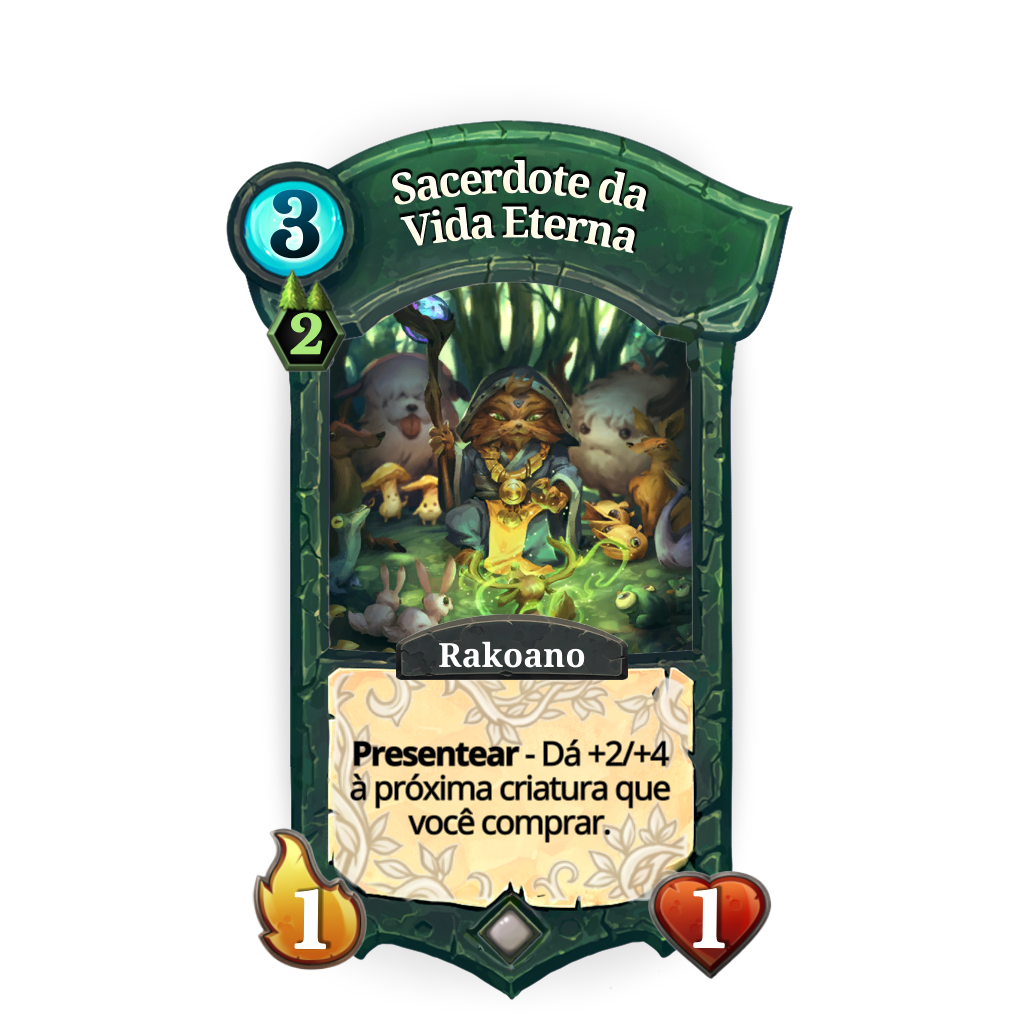 Sacerdote da
Vida Eterna
3
2
Rakoano
Presentear - Dá +2/+4
à próxima criatura que
você comprar.
1
1